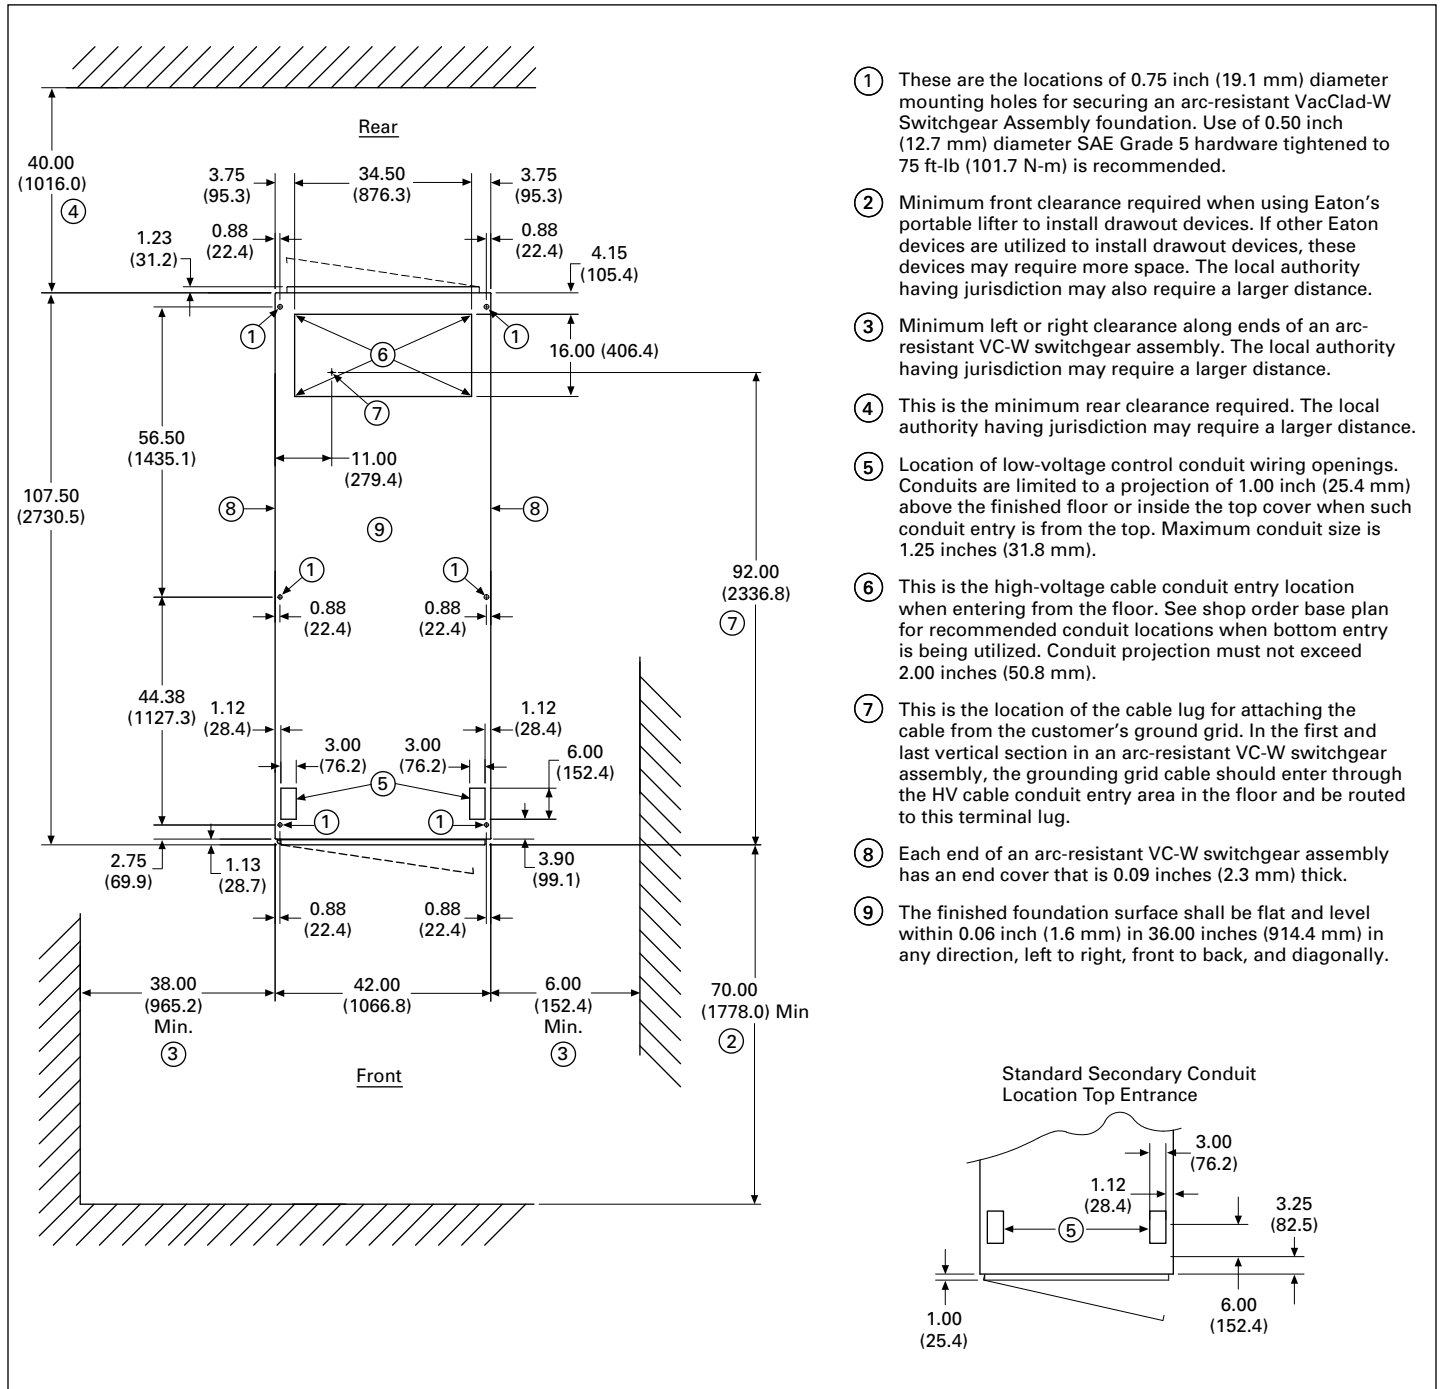 Rear
40.00
(1016.0)
4
3.75
(95.3)
34.50
(876.3)
3.75
(95.3)
1.23
(31.2)
0.88
(22.4)
0.88
(22.4)
4.15
(105.4)
1
1
6
16.00 (406.4)
7
56.50
(1435.1)
11.00
(279.4)
107.50
(2730.5)
8
8
9
1
1
92.00
(2336.8)
7
0.88
(22.4)
0.88
(22.4)
44.38
(1127.3)
1.12
(28.4)
1.12
(28.4)
3.00
(76.2)
3.00
(76.2)
6.00
(152.4)
5
1
1
2.75
(69.9)
1.13
(28.7)
3.90
(99.1)
0.88
(22.4)
0.88
(22.4)
38.00
(965.2)
Min.
3
42.00
(1066.8)
6.00
(152.4)
Min.
3
70.00
(1778.0) Min
2
Front
1 These are the locations of 0.75 inch (19.1 mm) diameter
mounting holes for securing an arc-resistant VacClad-W
Switchgear Assembly foundation. Use of 0.50 inch
(12.7 mm) diameter SAE Grade 5 hardware tightened to
75 ft-lb (101.7 N-m) is recommended.
2 Minimum front clearance required when using Eaton's
portable lifter to install drawout devices. If other Eaton
devices are utilized to install drawout devices, these
devices may require more space. The local authority
having jurisdiction may also require a larger distance.
3 Minimum left or right clearance along ends of an arc-
resistant VC-W switchgear assembly. The local authority
having jurisdiction may require a larger distance.
4 This is the minimum rear clearance required. The local
authority having jurisdiction may require a larger distance.
5 Location of low-voltage control conduit wiring openings.
Conduits are limited to a projection of 1.00 inch (25.4 mm)
above the finished floor or inside the top cover when such
conduit entry is from the top. Maximum conduit size is
1.25 inches (31.8 mm).
6 This is the high-voltage cable conduit entry location
when entering from the floor. See shop order base plan
for recommended conduit locations when bottom entry
is being utilized. Conduit projection must not exceed
2.00 inches (50.8 mm).
7 This is the location of the cable lug for attaching the
cable from the customer's ground grid. In the first and
last vertical section in an arc-resistant VC-W switchgear
assembly, the grounding grid cable should enter through
the HV cable conduit entry area in the floor and be routed
to this terminal lug.
8 Each end of an arc-resistant VC-W switchgear assembly
has an end cover that is 0.09 inches (2.3 mm) thick.
9 The finished foundation surface shall be flat and level
within 0.06 inch (1.6 mm) in 36.00 inches (914.4 mm) in
any direction, left to right, front to back, and diagonally.
Standard Secondary Conduit
Location Top Entrance
3.00
(76.2)
1.12
(28.4)
3.25
(82.5)
5
1.00
(25.4)
6.00
(152.4)